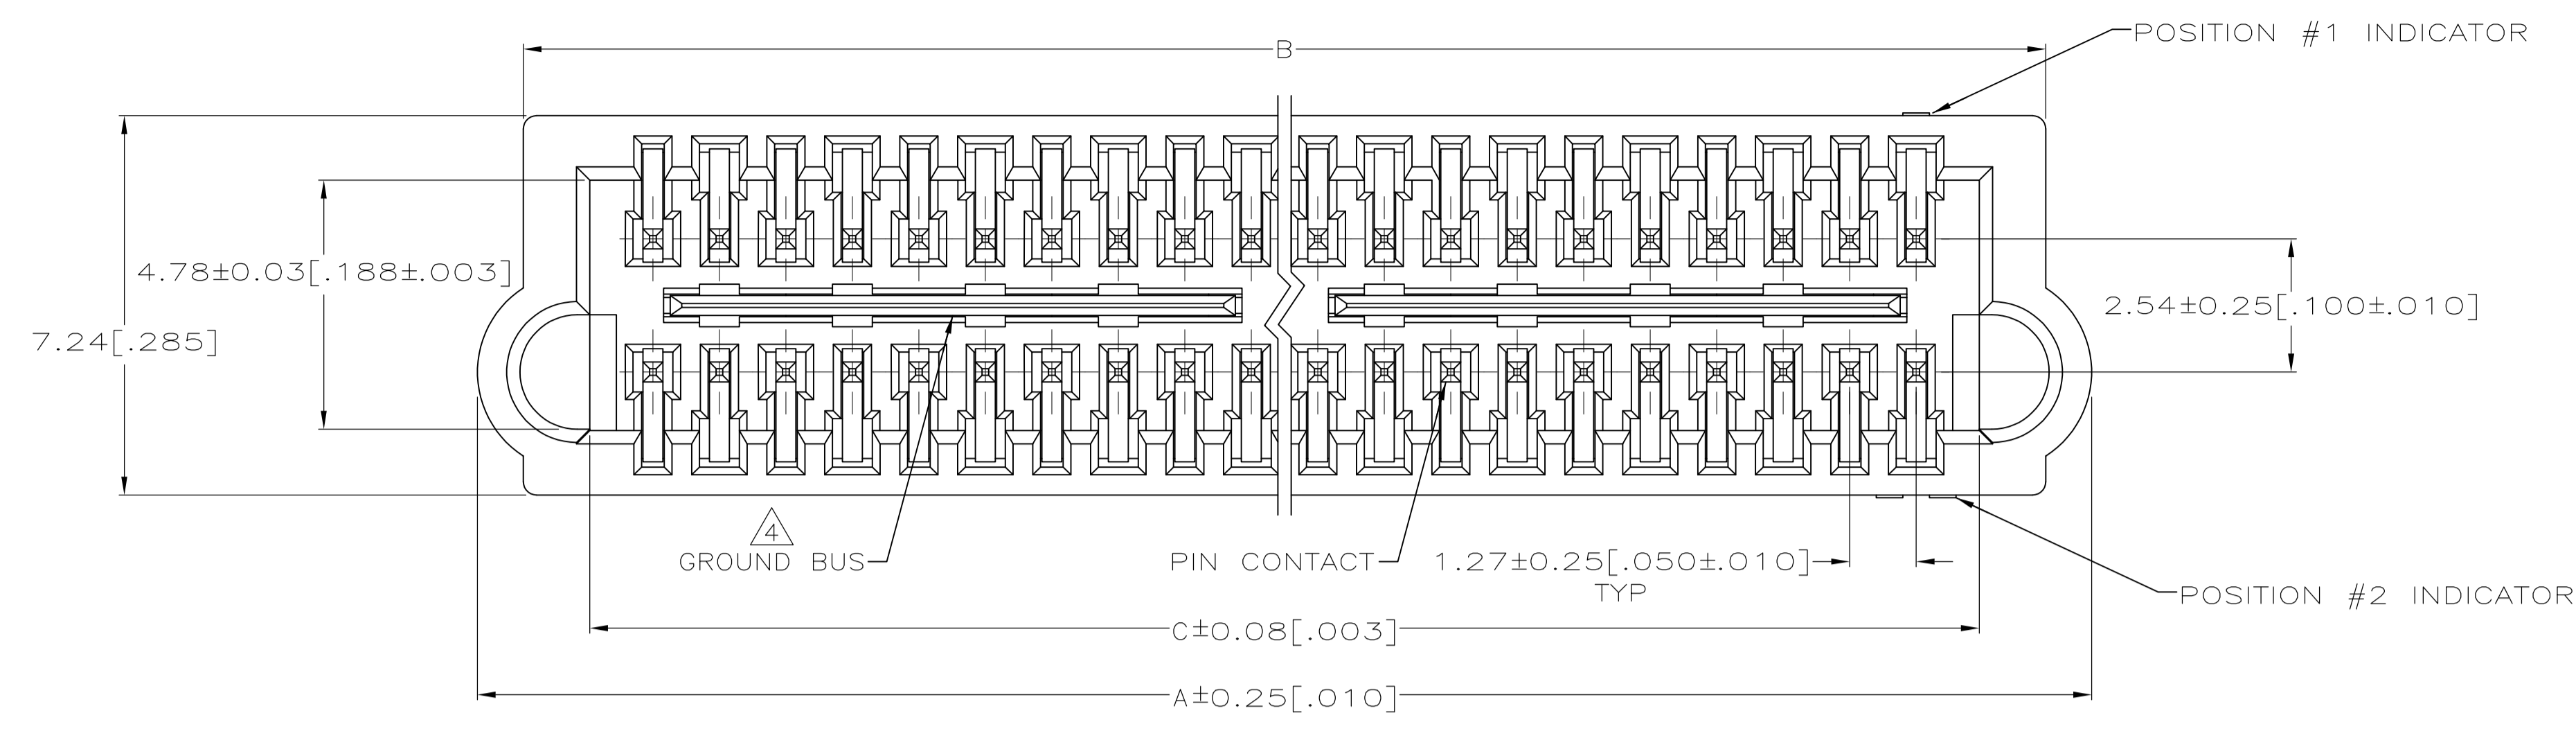 POSITION #1 INDICATOR
B
4.78±0.03[.188±.003]
2.54±0.25[.100±.010]
7.24[.285]
4
GROUND BUS
PIN CONTACT
1.27±0.25[.050±.010]
TYP
POSITION #2 INDICATOR
C±0.08[.003]
A±0.25[.010]